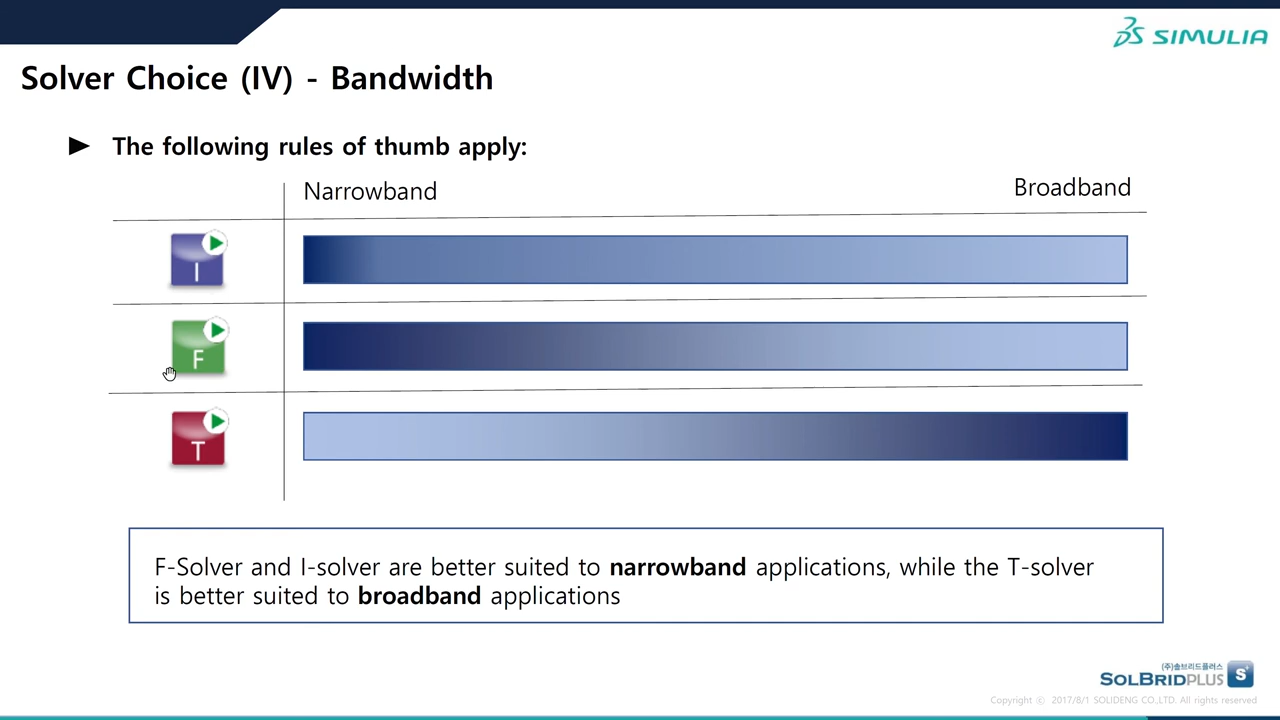 SIMULIA
Solver Choice (IV) - Bandwidth
► The following rules of thumb apply:
Narrowband
Broadband
I
F
T
F-Solver and I-solver are better suited to narrowband applications, while the T-solver
is better suited to broadband applications
(주)솔브리드플러스
SOLBRIDPLUS S+
Copyright ⓒ 2017/8/1 SOLIDENG CO.,LTD. All rights reserved